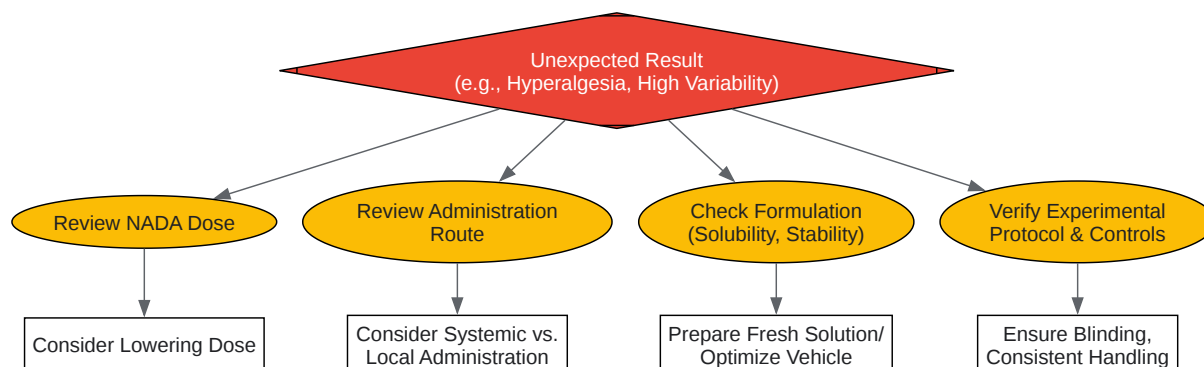 Unexpected Result
(e.g., Hyperalgesia, High Variability)
Review NADA Dose
Review Administration
Route
Check Formulation
(Solubility, Stability)
Verify Experimental
Protocol & Controls
Consider Lowering Dose
Consider Systemic vs.
Local Administration
Prepare Fresh Solution/
Optimize Vehicle
Ensure Blinding,
Consistent Handling